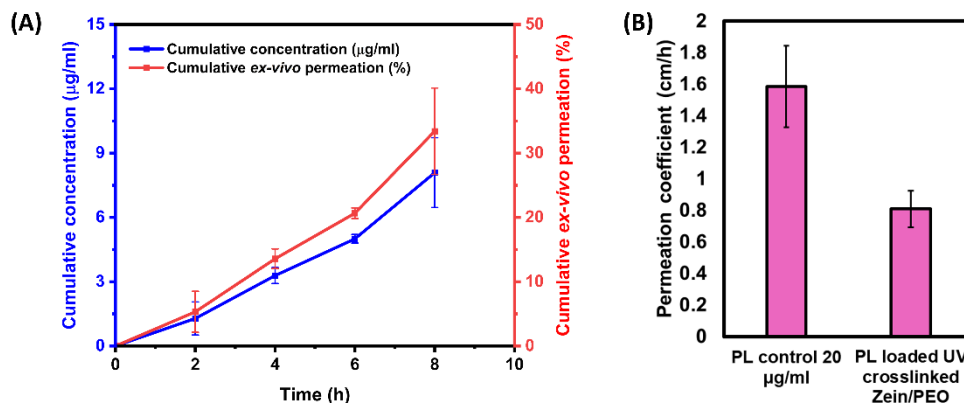 (A)
15
12
9
6
3
0
Cumulative concentration (µg/ml)
Cumulative concentration (µg/ml)
Cumulative ex-vivo permeation (%)
50
40
30
20
10
0
Cumulative ex-vivo permeation (%)
0 2 4 6 8 10
Time (h)
(B)
2
1.8
1.6
1.4
1.2
1
0.8
0.6
0.4
0.2
0
Permeation coefficient (cm/h)
PL control 20
µg/ml
PL loaded UV
crosslinked
Zein/PEO